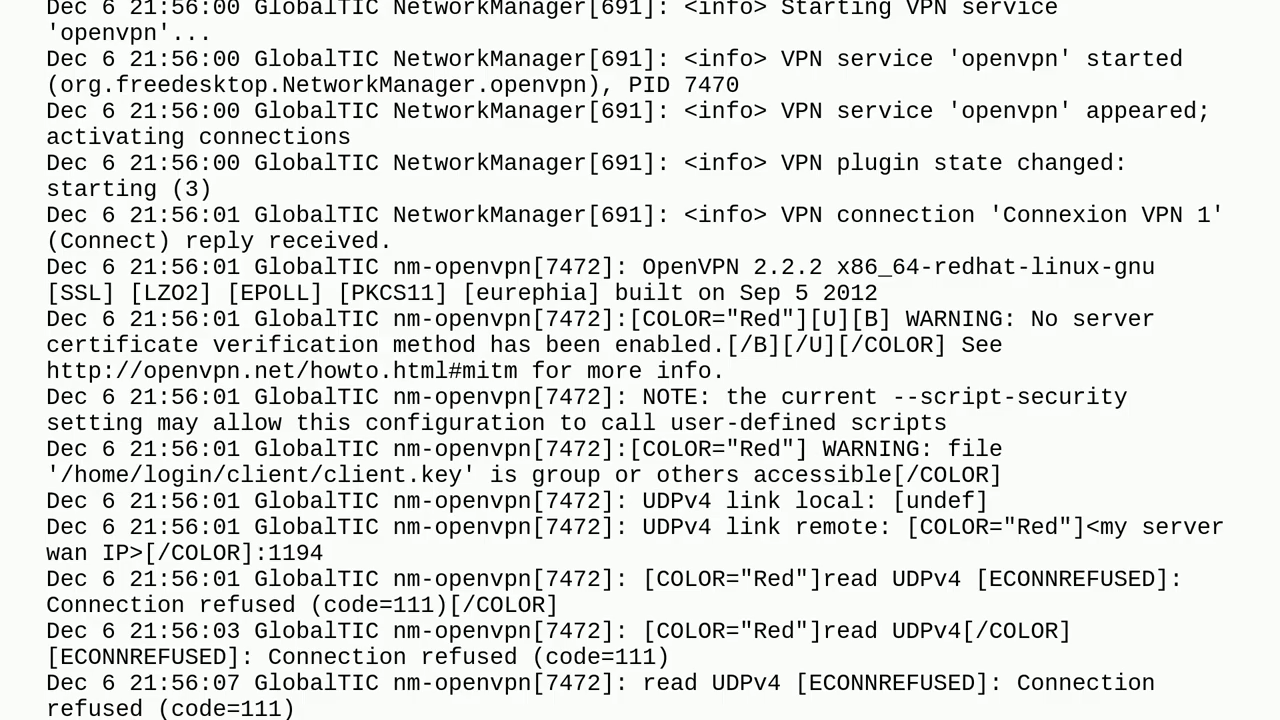 Dec 6 21:56:00 GlobalTIC NetworkManager[691]: <info> Starting VPN service
'openvpn'...
Dec 6 21:56:00 GlobalTIC NetworkManager[691]: <info> VPN service 'openvpn' started
(org.freedesktop.NetworkManager.openvpn), PID 7470
Dec 6 21:56:00 GlobalTIC NetworkManager[691]: <info> VPN service 'openvpn' appeared;
activating connections
Dec 6 21:56:00 GlobalTIC NetworkManager[691]: <info> VPN plugin state changed:
starting (3)
Dec 6 21:56:01 GlobalTIC NetworkManager[691]: <info> VPN connection 'Connexion VPN 1'
(Connect) reply received.
Dec 6 21:56:01 GlobalTIC nm-openvpn[7472]: OpenVPN 2.2.2 x86_64-redhat-linux-gnu
[SSL] [LZO2] [EPOLL] [PKCS11] [eurephia] built on Sep 5 2012
Dec 6 21:56:01 GlobalTIC nm-openvpn[7472]:[COLOR="Red"][U][B] WARNING: No server
certificate verification method has been enabled.[/B][/U][/COLOR] See
http://openvpn.net/howto.html#mitm for more info.
Dec 6 21:56:01 GlobalTIC nm-openvpn[7472]: NOTE: the current --script-security
setting may allow this configuration to call user-defined scripts
Dec 6 21:56:01 GlobalTIC nm-openvpn[7472]:[COLOR="Red"] WARNING: file
'/home/login/client/client.key' is group or others accessible[/COLOR]
Dec 6 21:56:01 GlobalTIC nm-openvpn[7472]: UDPv4 link local: [undef]
Dec 6 21:56:01 GlobalTIC nm-openvpn[7472]: UDPv4 link remote: [COLOR="Red"]<my server
wan IP>[/COLOR]:1194
Dec 6 21:56:01 GlobalTIC nm-openvpn[7472]: [COLOR="Red"]read UDPv4 [ECONNREFUSED]:
Connection refused (code=111)[/COLOR]
Dec 6 21:56:03 GlobalTIC nm-openvpn[7472]: [COLOR="Red"]read UDPv4[/COLOR]
[ECONNREFUSED]: Connection refused (code=111)
Dec 6 21:56:07 GlobalTIC nm-openvpn[7472]: read UDPv4 [ECONNREFUSED]: Connection
refused (code=111)